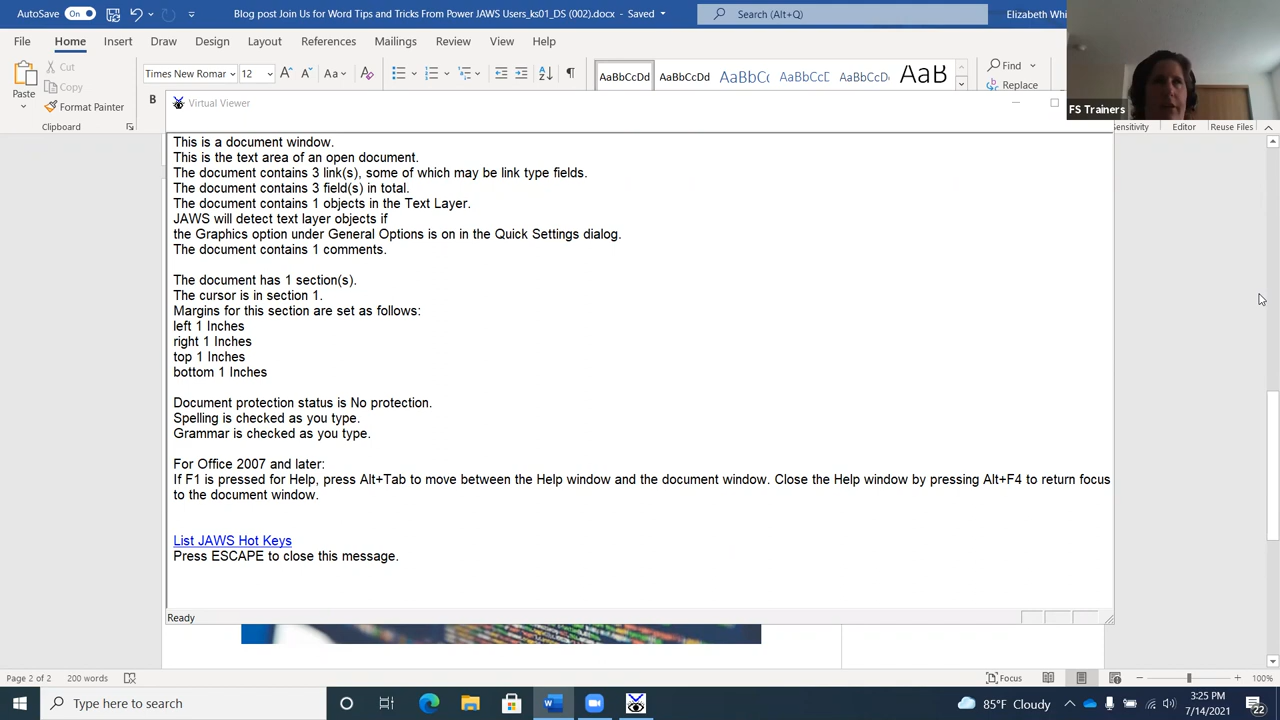 AutoSave On Blog post Join Us for Word Tips and Tricks From Power JAWS Users_ks01_DS (002).docx - Saved Search (Alt+Q) Elizabeth Whi
File Home Insert Draw Design Layout References Mailings Review View Help
Paste Cut Copy Format Painter
Times New Romar 12 Aa B
AaBbCcDd AaBbCcDd AaBbCc AaBbCcC AaBbCcDd AaB
Find
Replace
FS Trainers
Clipboard ensitivity Editor Reuse Files
Virtual Viewer
This is a document window.
This is the text area of an open document.
The document contains 3 link(s), some of which may be link type fields.
The document contains 3 field(s) in total.
The document contains 1 objects in the Text Layer.
JAWS will detect text layer objects if
the Graphics option under General Options is on in the Quick Settings dialog.
The document contains 1 comments.
The document has 1 section(s).
The cursor is in section 1.
Margins for this section are set as follows:
left 1 Inches
right 1 Inches
top 1 Inches
bottom 1 Inches
Document protection status is No protection.
Spelling is checked as you type.
Grammar is checked as you type.
For Office 2007 and later:
If F1 is pressed for Help, press Alt+Tab to move between the Help window and the document window. Close the Help window by pressing Alt+F4 to return focus
to the document window.
List JAWS Hot Keys
Press ESCAPE to close this message.
Ready
Page 2 of 2 200 words Focus 100%
Type here to search 85°F Cloudy 3:25 PM
7/14/2021 22